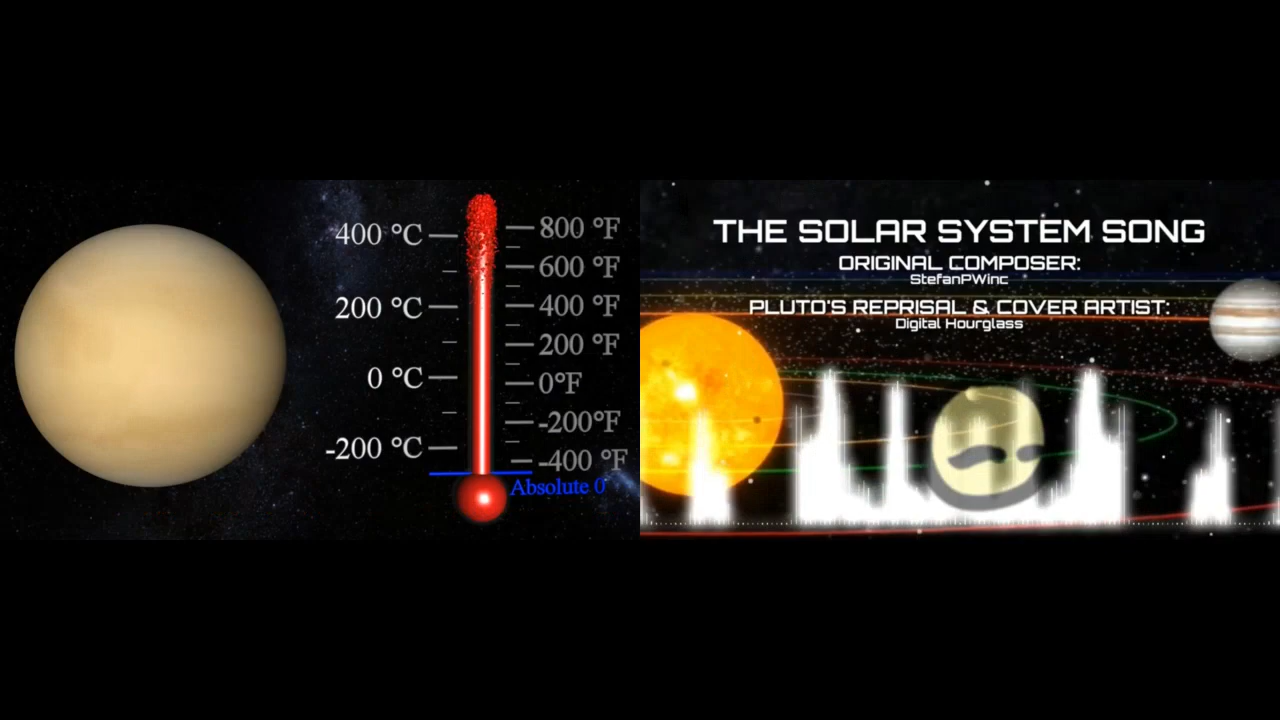 400 °C
200 °C
0 °C
-200 °C
800 °F
600 °F
400 °F
200 °F
0°F
-200°F
-400 °F
Absolute 0
THE SOLAR SYSTEM SONG
ORIGINAL COMPOSER:
StefanPWinc
PLUTO'S REPRISAL & COVER ARTIST:
Digital Hourglass